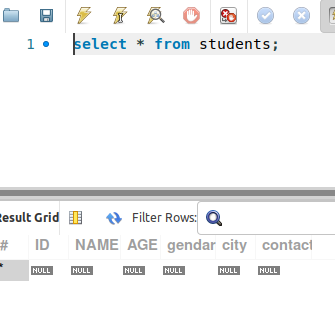 1 select * from students;
Result Grid Filter Rows:
# ID NAME AGE gendar city contact
* NULL NULL NULL NULL NULL NULL